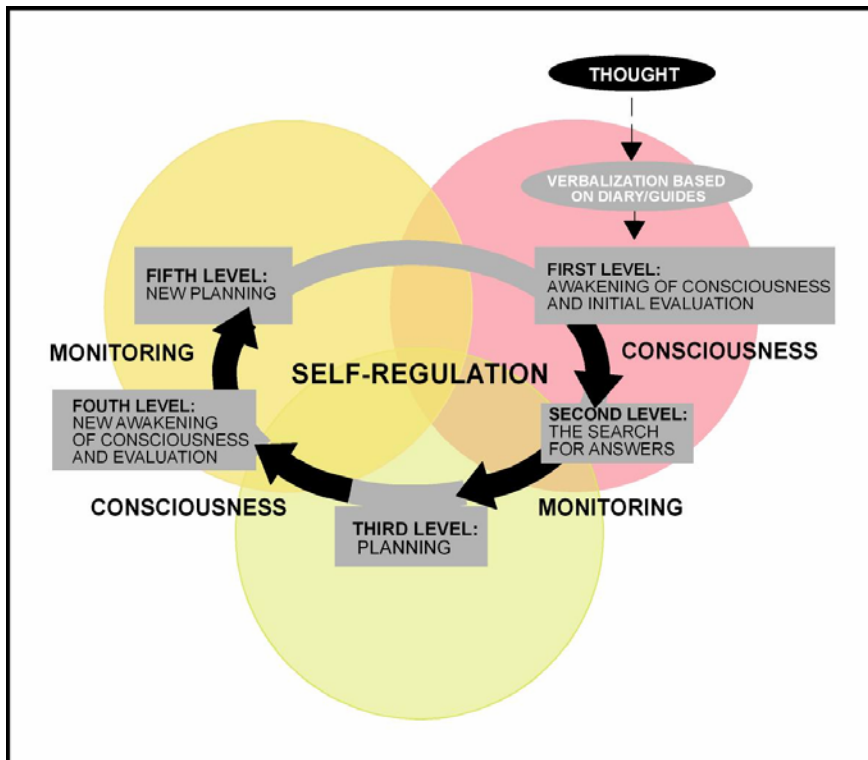 THOUGHT
VERBALIZATION BASED
ON DIARY/GUIDES
FIRST LEVEL:
AWAKENING OF CONSCIOUSNESS
AND INITIAL EVALUATION
CONSCIOUSNESS
SECOND LEVEL:
THE SEARCH
FOR ANSWERS
MONITORING
THIRD LEVEL:
PLANNING
CONSCIOUSNESS
FOUTH LEVEL:
NEW AWAKENING
OF CONSCIOUSNESS
AND EVALUATION
MONITORING
FIFTH LEVEL:
NEW PLANNING
SELF-REGULATION